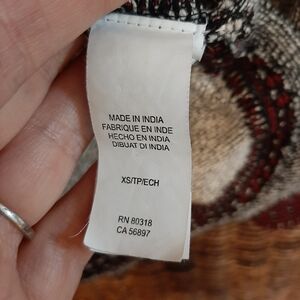 MADE IN INDIA
FABRIQUE EN INDE
HECHO EN INDIA
DIBUAT DI INDIA
XS/TP/ECH
RN 80318
CA 56897